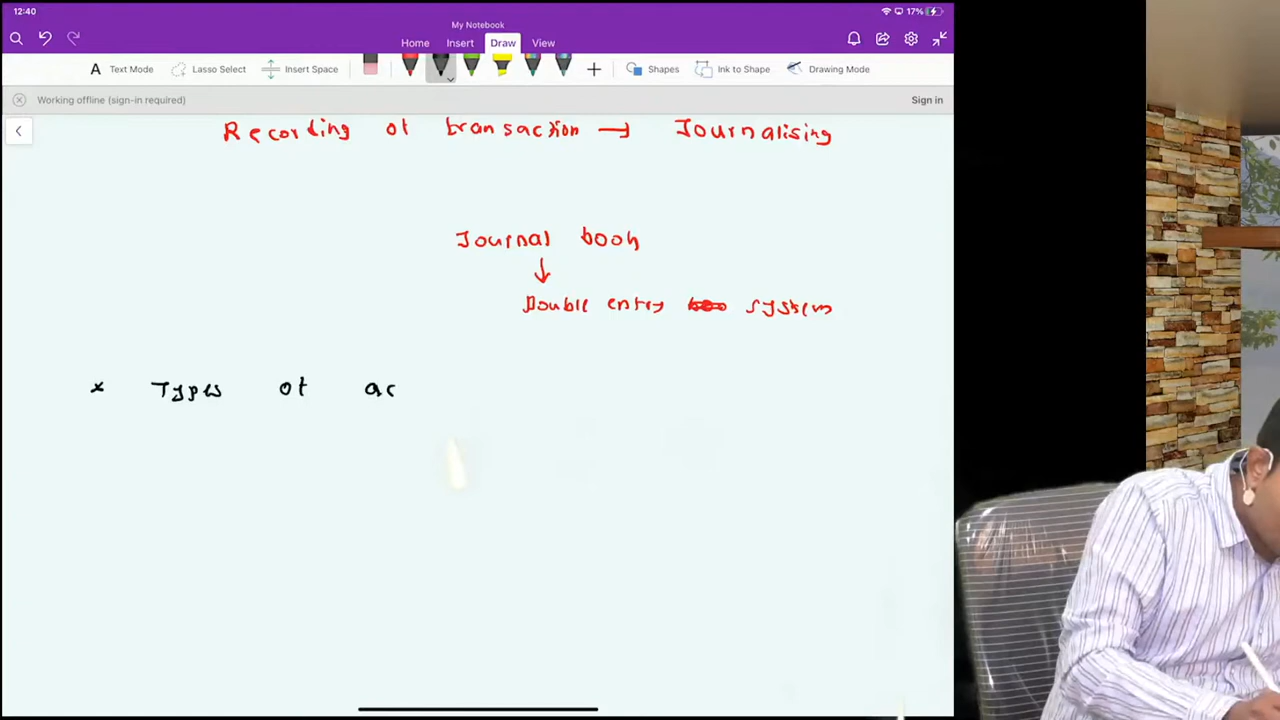 12:40
17%
My Notebook
Home Insert Draw View
Text Mode Lasso Select Insert Space Shapes Ink to Shape Drawing Mode
Working offline (sign-in required) Sign in
Recording of transaction → Journalising
Journal book
↓
Double entry system
* Types of ac